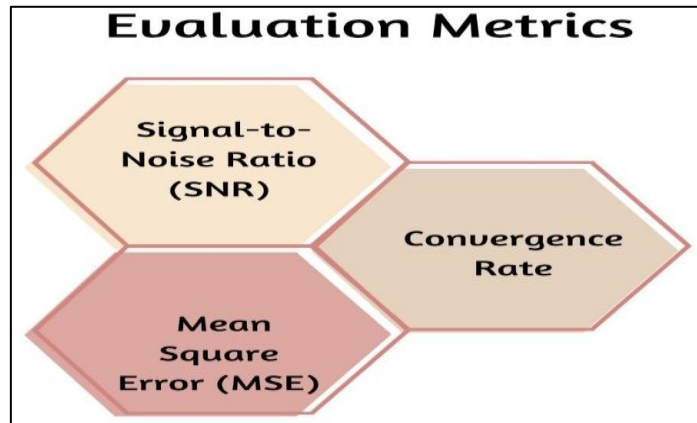 Evaluation Metrics
Signal-to-
Noise Ratio
(SNR)
Convergence
Rate
Mean
Square
Error (MSE)